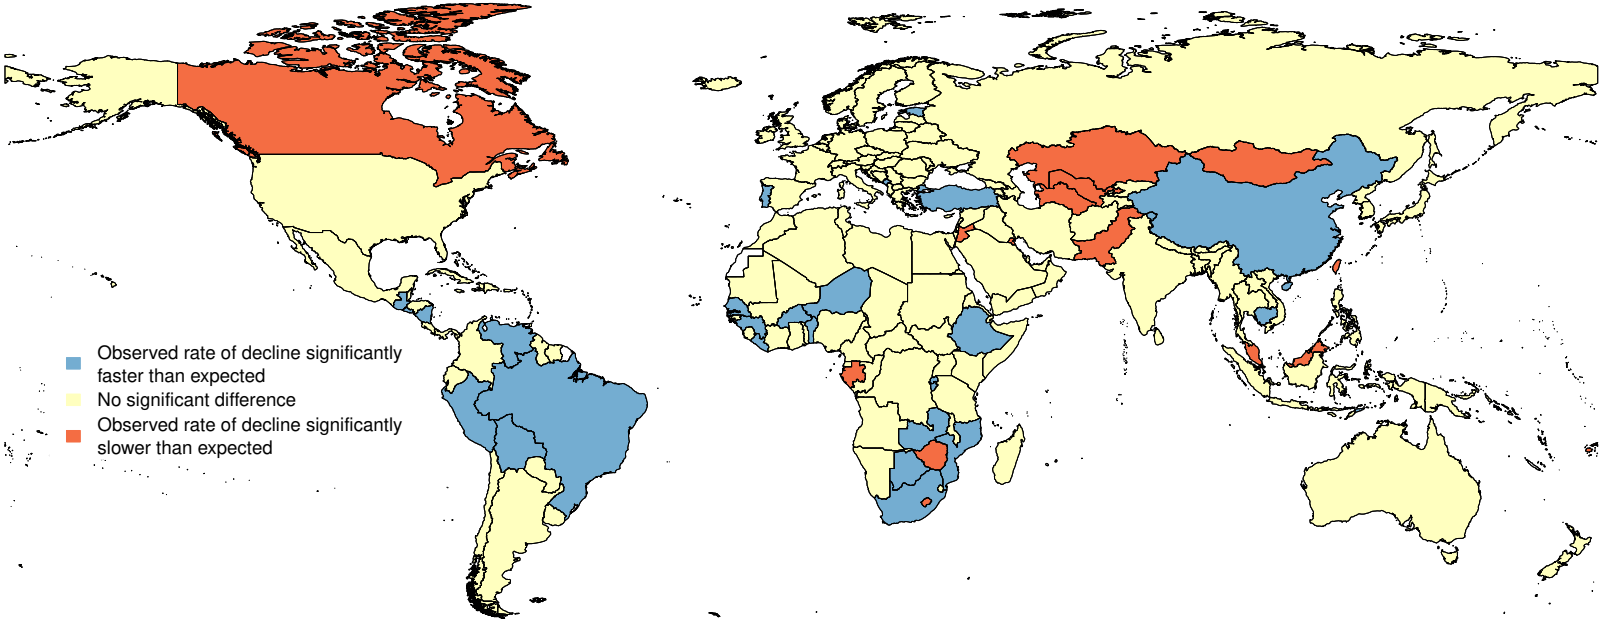 Observed rate of decline significantly
faster than expected
No significant difference
Observed rate of decline significantly
slower than expected